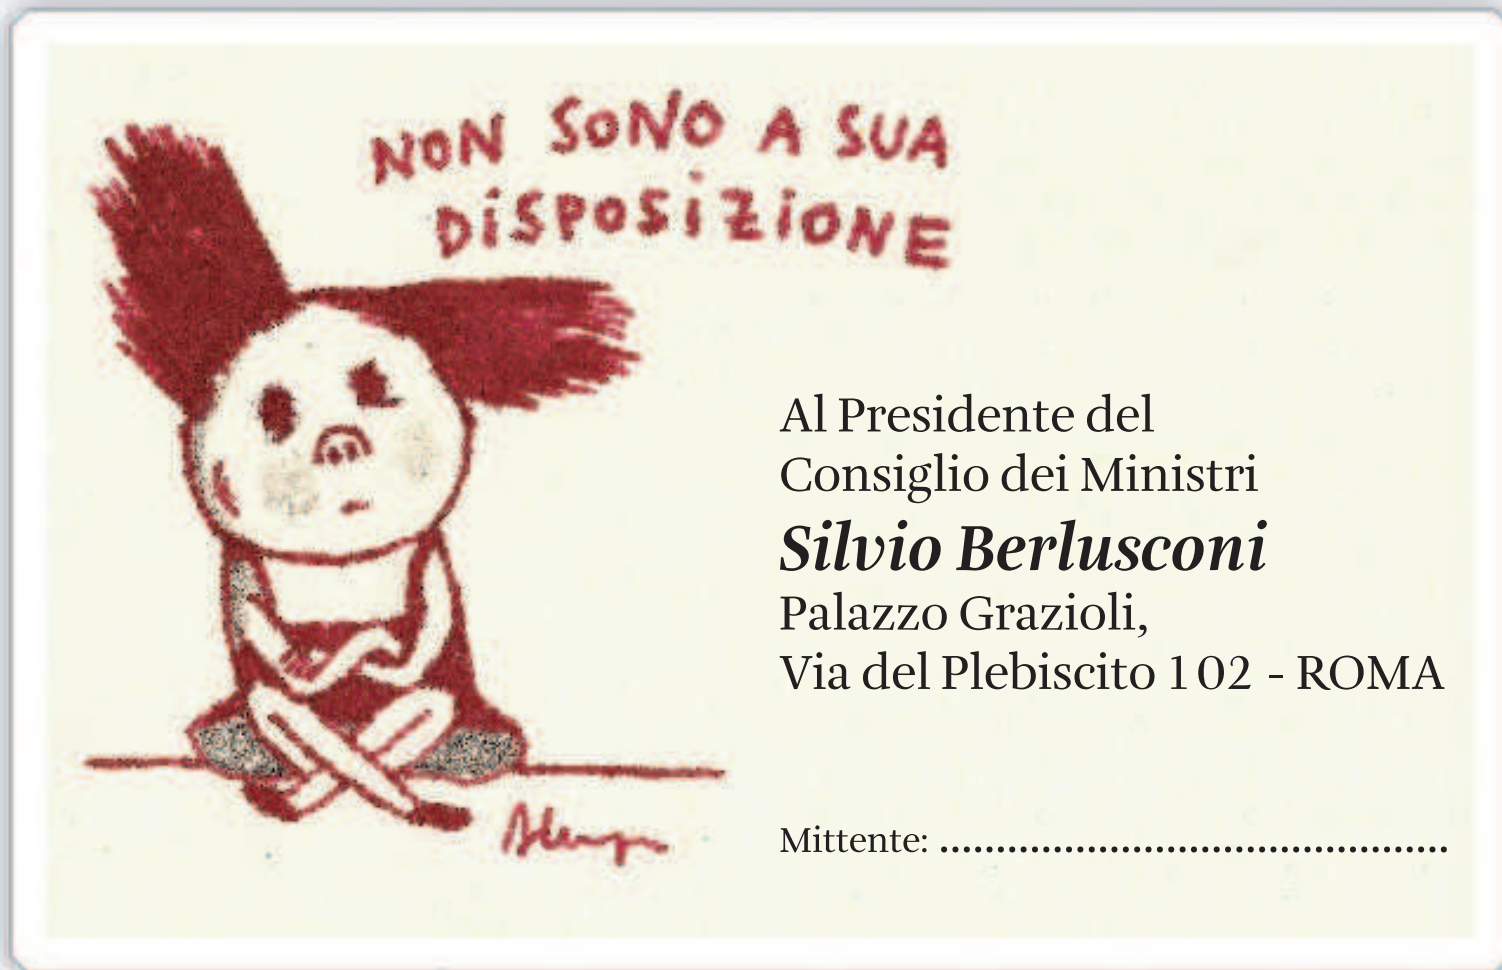 NON SONO A SUA
DiSPOSiZiONE
Al Presidente del
Consiglio dei Ministri
Silvio Berlusconi
Palazzo Grazioli,
Via del Plebiscito 102 - ROMA
Mittente: ................................................